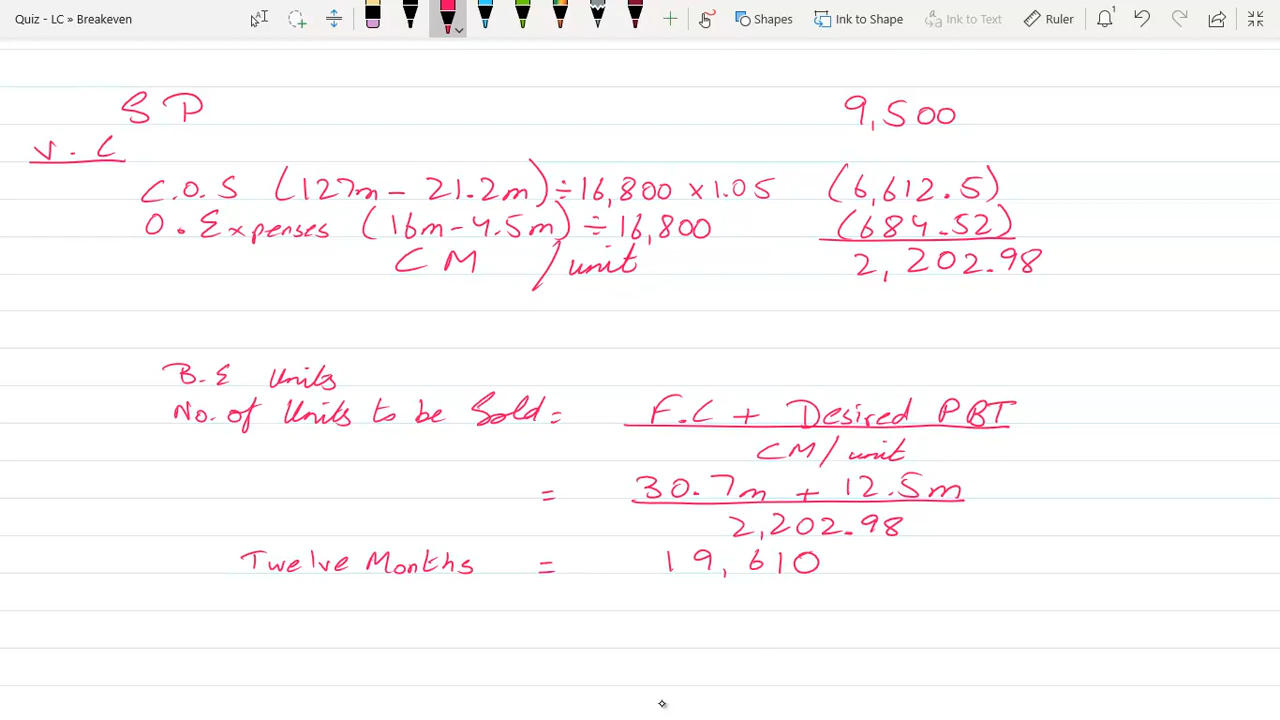 Quiz - LC » Breakeven
Shapes
Ink to Shape
Ink to Text
Ruler
S P 9,500
V. C
C.O.S (127m - 21.2m) ÷ 16,800 x 1.05 (6,612.5)
O. Expenses (16m - 4.5m) ÷ 16,800 (684.52)
CM /unit 2,202.98
B.E Units
No. of Units to be Sold = F.C + Desired PBT
CM/unit
= 30.7m + 12.5m
2,202.98
Twelve Months = 19,610